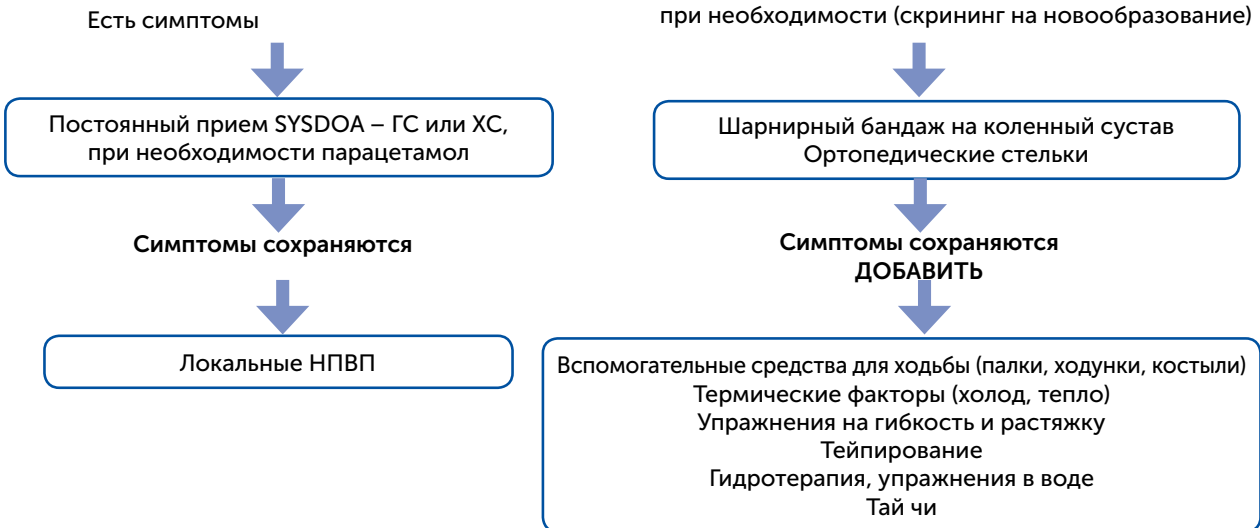 Есть симптомы
Постоянный прием SYSDOA – ГС или ХС,
при необходимости парацетамол
Симптомы сохраняются
Локальные НПВП
при необходимости (скрининг на новообразование)
Шарнирный бандаж на коленный сустав
Ортопедические стельки
Симптомы сохраняются
ДОБАВИТЬ
Вспомогательные средства для ходьбы (палки, ходунки, костыли)
Термические факторы (холод, тепло)
Упражнения на гибкость и растяжку
Тейпирование
Гидротерапия, упражнения в воде
Тай чи